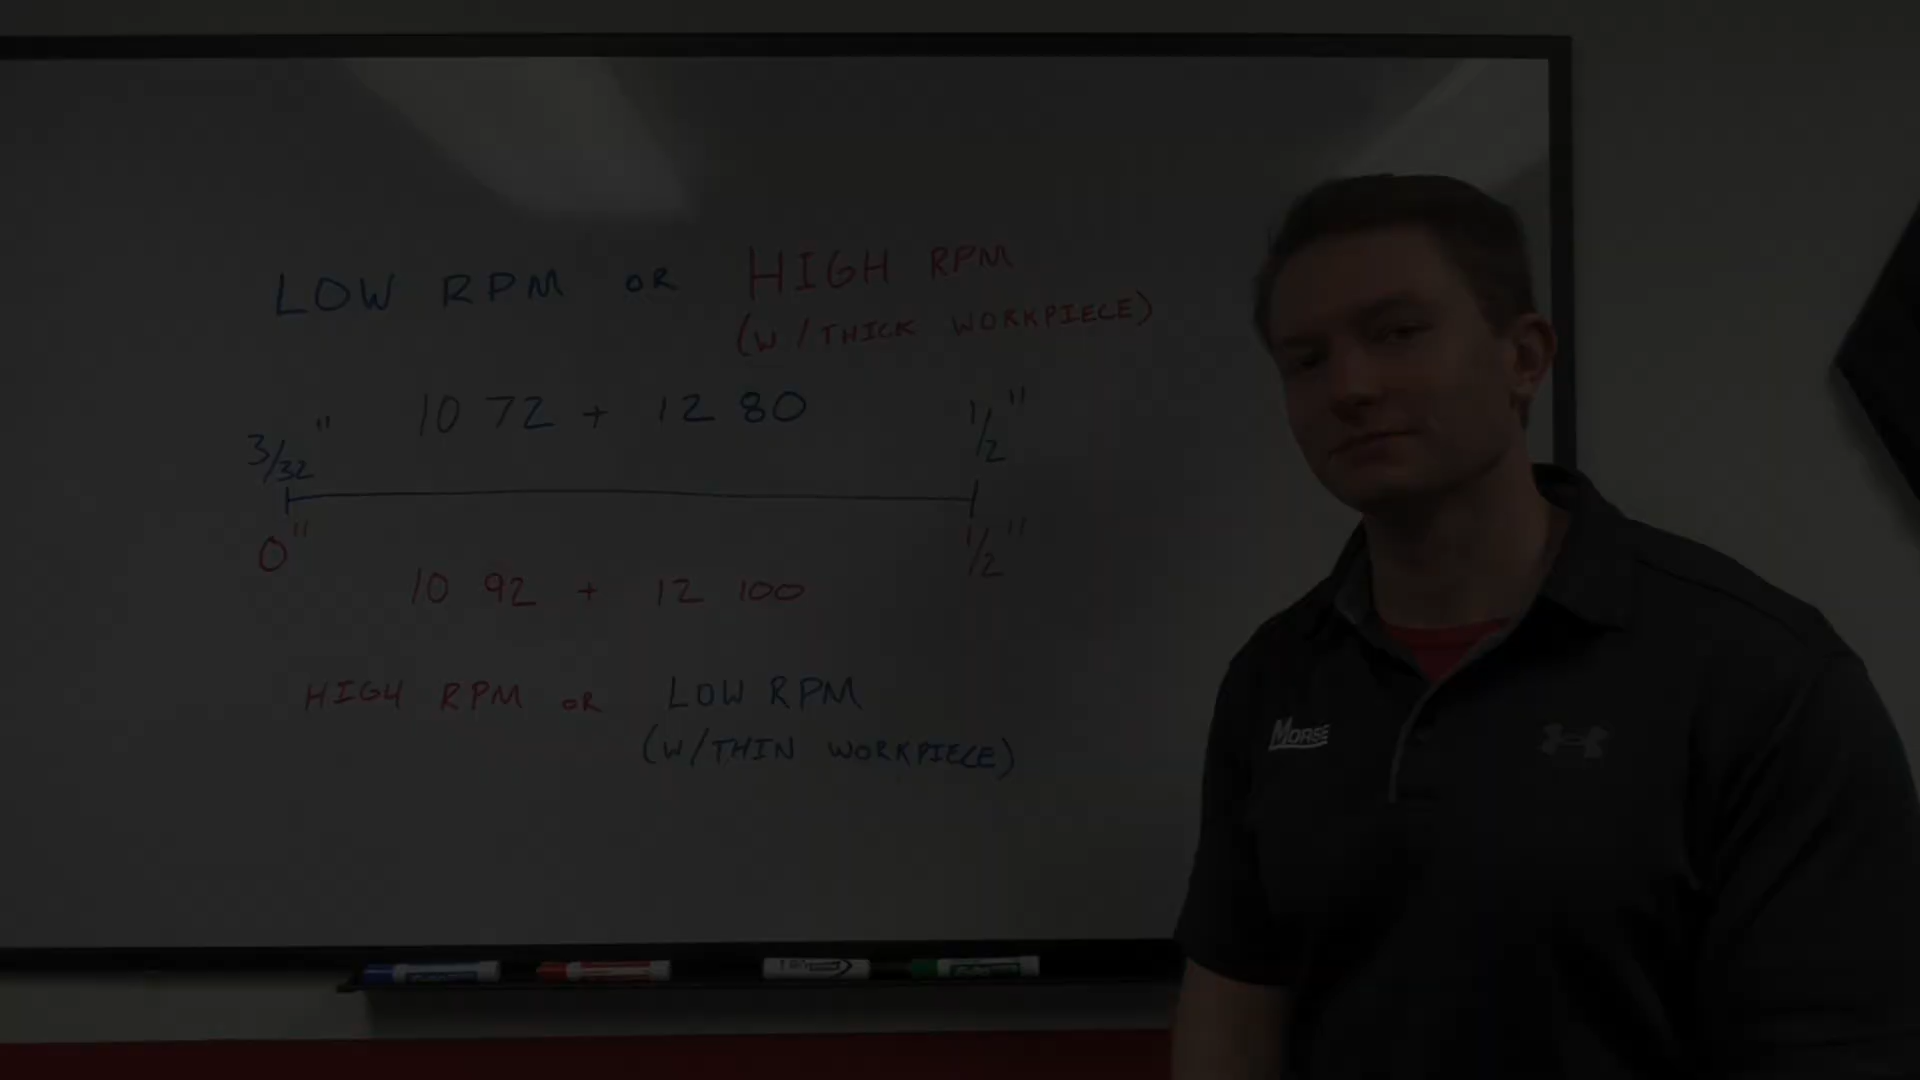 LOW RPM OR HIGH RPM
(W/THICK WORKPIECE)
10 72 + 12 80
3/32" 1/2"
0" 1/2"
10 92 + 12 100
HIGH RPM OR LOW RPM
(W/THIN WORKPIECE)
MORSE